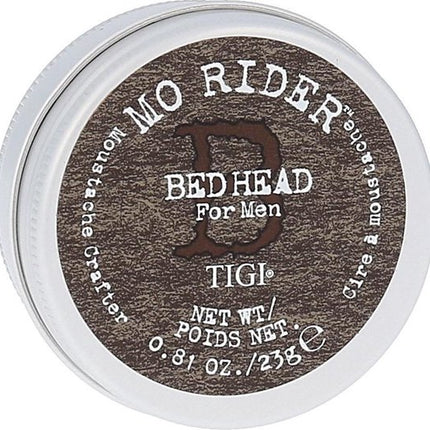 MO RIDER™
Moustache Crafter
B
BED HEAD
For Men
TIGI®
Cire à moustache
NET WT/
POIDS NET.
0.81 OZ./23g℮